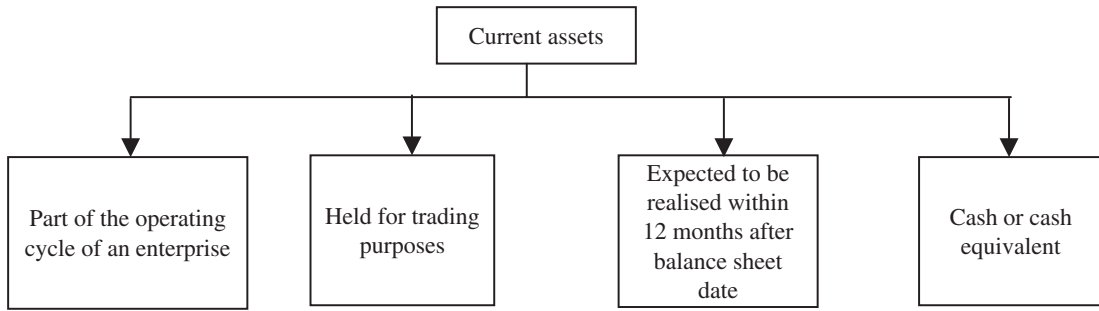 Current assets
Part of the operating
cycle of an enterprise
Held for trading
purposes
Expected to be
realised within
12 months after
balance sheet
date
Cash or cash
equivalent